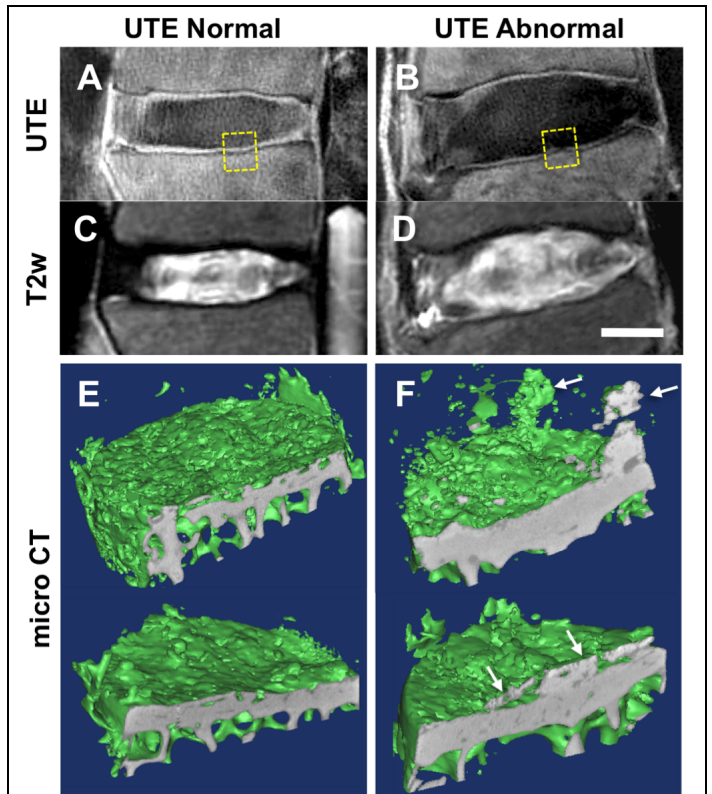 UTE Normal UTE Abnormal
UTE
A B
T2w
C D
micro CT
E F